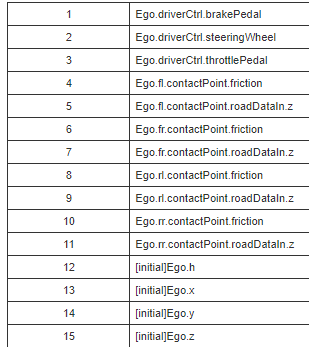 1 Ego.driverCtrl.brakePedal
2 Ego.driverCtrl.steeringWheel
3 Ego.driverCtrl.throttlePedal
4 Ego.fl.contactPoint.friction
5 Ego.fl.contactPoint.roadDataIn.z
6 Ego.fr.contactPoint.friction
7 Ego.fr.contactPoint.roadDataIn.z
8 Ego.rl.contactPoint.friction
9 Ego.rl.contactPoint.roadDataIn.z
10 Ego.rr.contactPoint.friction
11 Ego.rr.contactPoint.roadDataIn.z
12 [initial]Ego.h
13 [initial]Ego.x
14 [initial]Ego.y
15 [initial]Ego.z